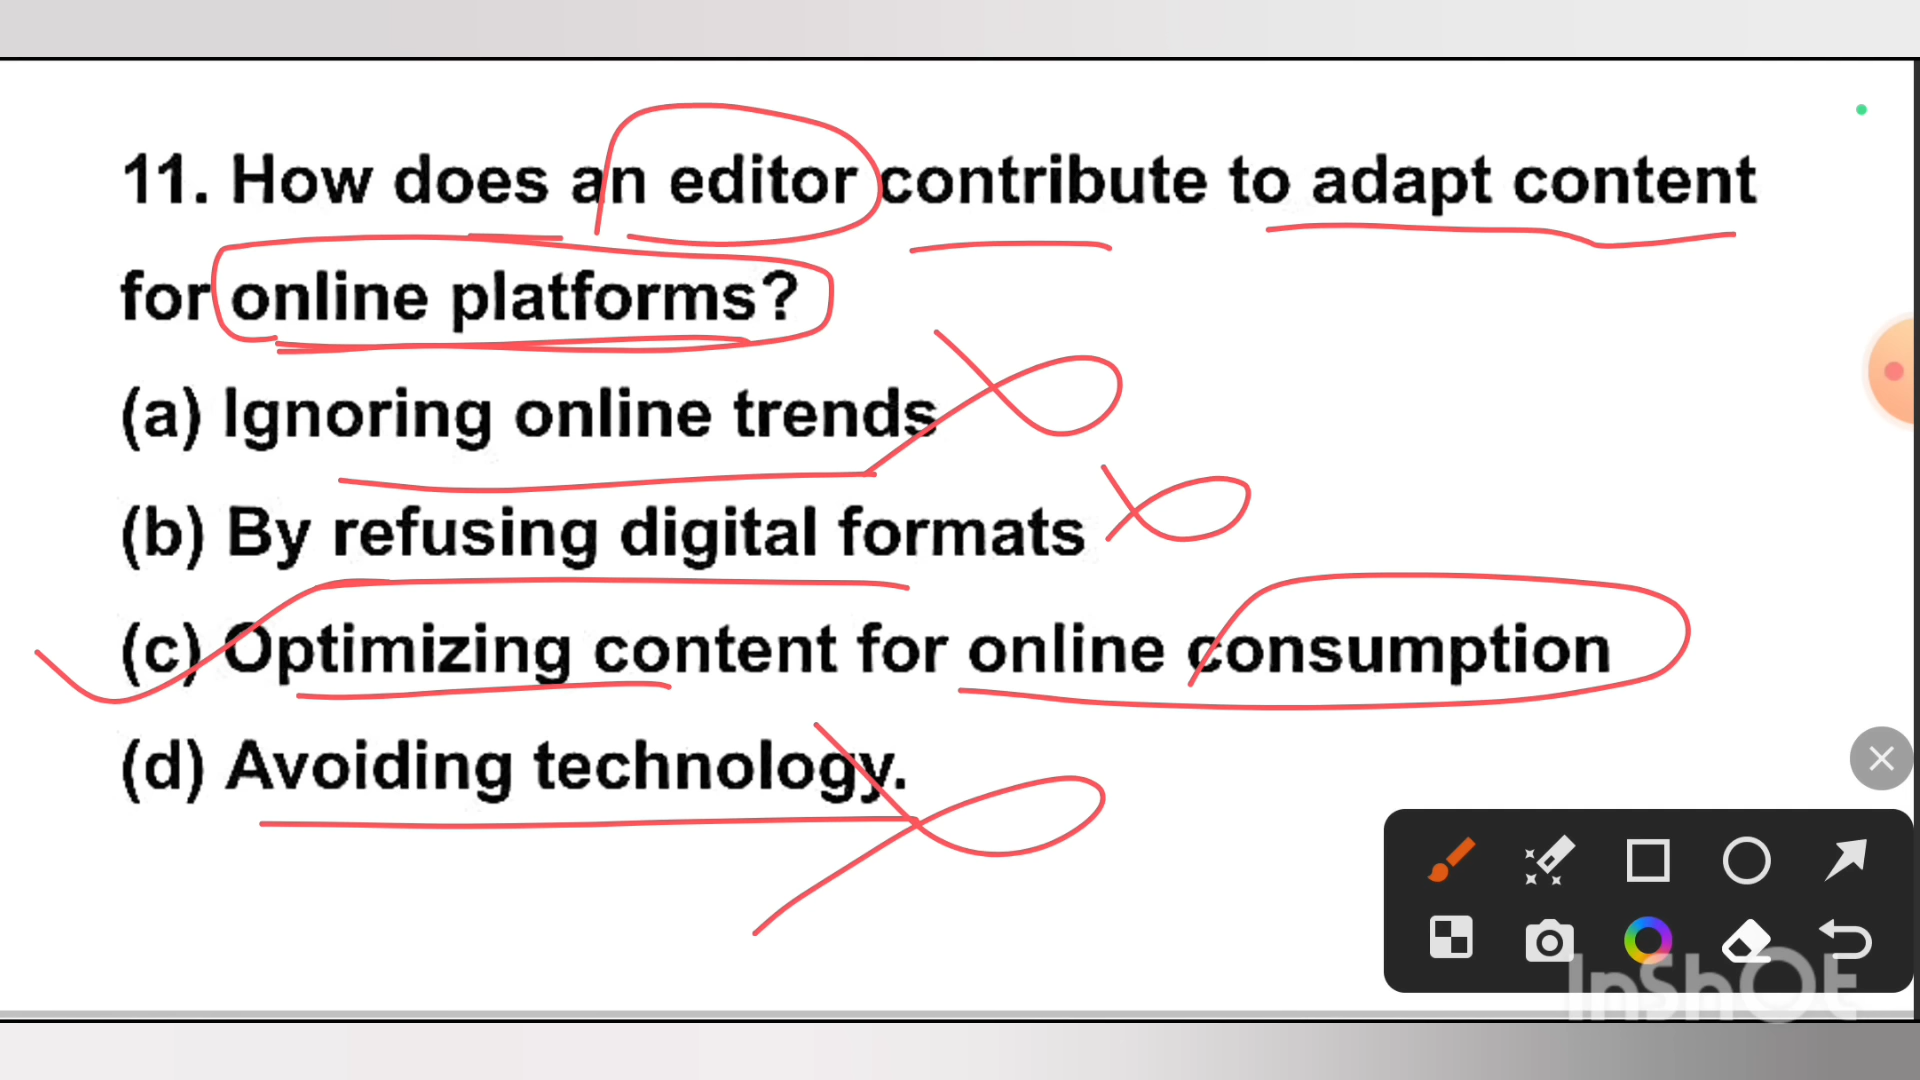 11. How does an editor contribute to adapt content
for online platforms?
(a) Ignoring online trends
(b) By refusing digital formats
(c) Optimizing content for online consumption
(d) Avoiding technology.
InShOt